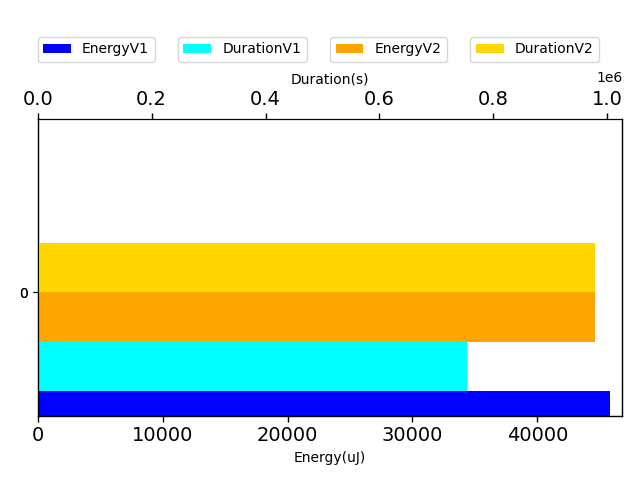 EnergyV1 DurationV1 EnergyV2 DurationV2
Duration(s) 1e6
0.0 0.2 0.4 0.6 0.8 1.0
0
0 10000 20000 30000 40000
Energy(uJ)